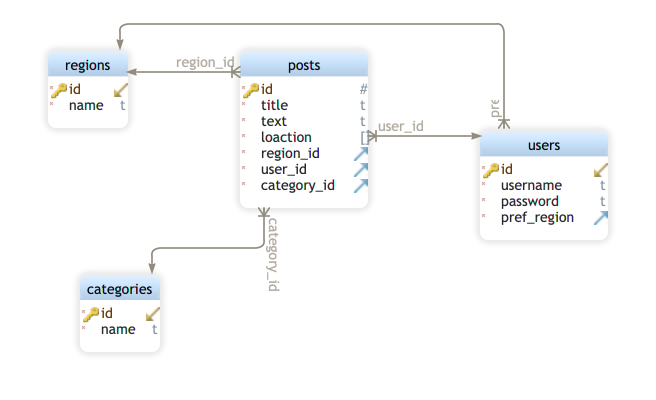 regions
id
name t
region_id
posts
id #
title t
text t
loaction []
region_id
user_id
category_id
user_id
pre
users
id
username t
password t
pref_region
category_id
categories
id
name t